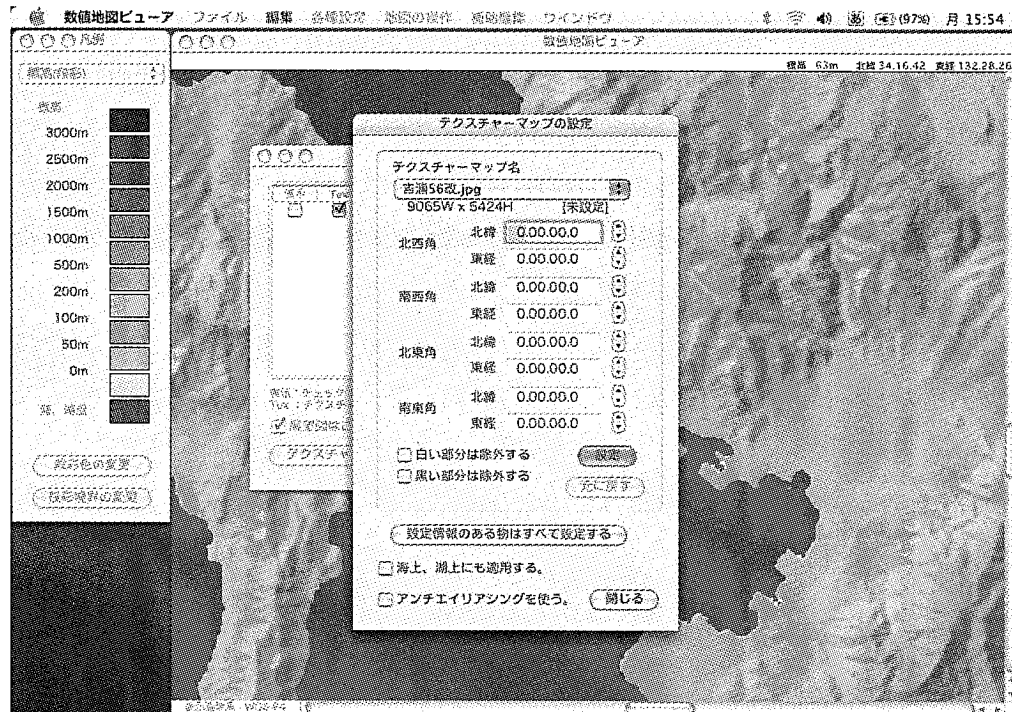 数値地図ビューア ファイル 編集 各種設定 地図の操作 補助機能 ウインドウ (97%) 月 15:54
凡例
数値地図ビューア
標高 63m 北緯 34.16.42 東経 132.28.26
標高
3000m
2500m
2000m
1500m
1000m
500m
200m
100m
50m
0m
海、湖沼
段彩色の変更
段彩境界の変更
テクスチャ
テクスチャーマップの設定
テクスチャーマップ名
吉瀬56改.jpg
9065W x 5424H [未設定]
北西角 北緯 0.00.00.0
東経 0.00.00.0
南西角 北緯 0.00.00.0
東経 0.00.00.0
北東角 北緯 0.00.00.0
東経 0.00.00.0
南東角 北緯 0.00.00.0
東経 0.00.00.0
白い部分は除外する 設定
黒い部分は除外する 元に戻す
設定情報のある物はすべて設定する
海上、湖上にも適用する。
アンチエイリアシングを使う。 閉じる